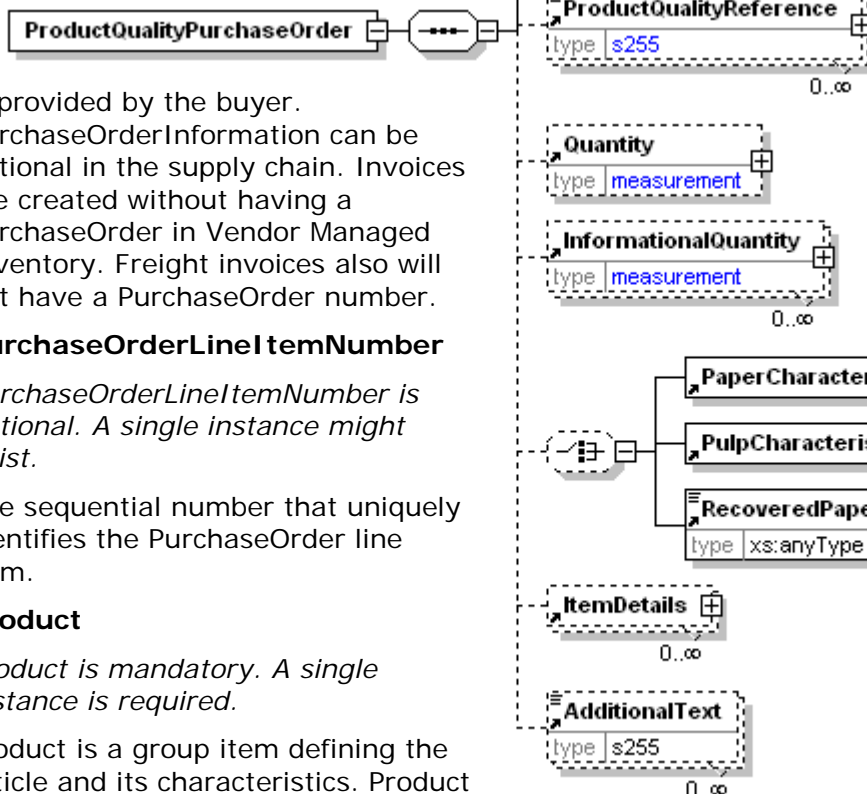 ProductQualityPurchaseOrder
provided by the buyer.
rchaseOrderInformation can be
tional in the supply chain. Invoices
e created without having a
rchaseOrder in Vendor Managed
ventory. Freight invoices also will
t have a PurchaseOrder number.
urchaseOrderLineItemNumber
rchaseOrderLineItemNumber is
tional. A single instance might
ist.
e sequential number that uniquely
entifies the PurchaseOrder line
m.
oduct
oduct is mandatory. A single
stance is required.
oduct is a group item defining the
ticle and its characteristics. Product
ProductQualityReference
type s255
0..∞
Quantity
type measurement
InformationalQuantity
type measurement
0..∞
PaperCharacter
PulpCharacteris
RecoveredPape
type xs:anyType
ItemDetails
0..∞
AdditionalText
type s255
0..∞